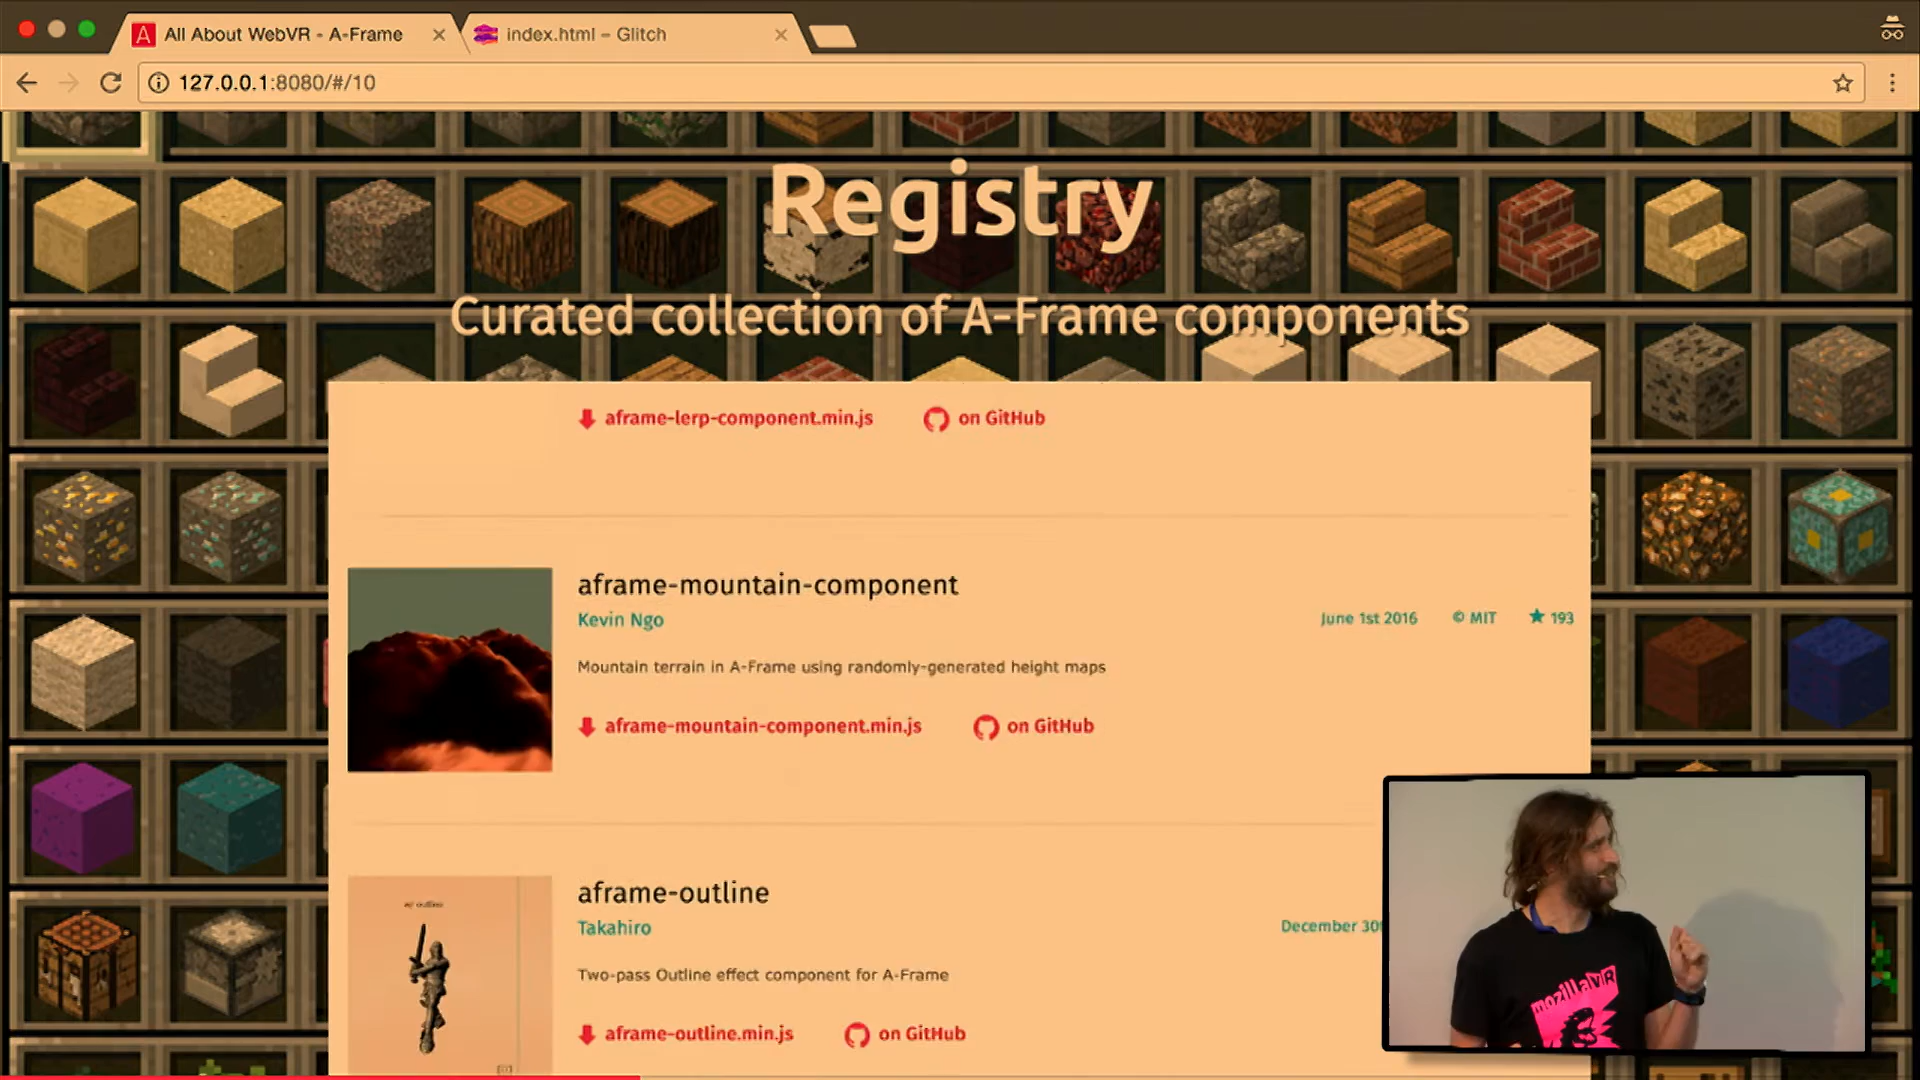 All About WebVR - A-Frame
index.html – Glitch
127.0.0.1:8080/#/10
Registry
Curated collection of A-Frame components
aframe-lerp-component.min.js on GitHub
aframe-mountain-component
Kevin Ngo June 1st 2016 © MIT ★ 193
Mountain terrain in A-Frame using randomly-generated height maps
aframe-mountain-component.min.js on GitHub
aframe-outline
Takahiro December 30
Two-pass Outline effect component for A-Frame
aframe-outline.min.js on GitHub
mozillaVR